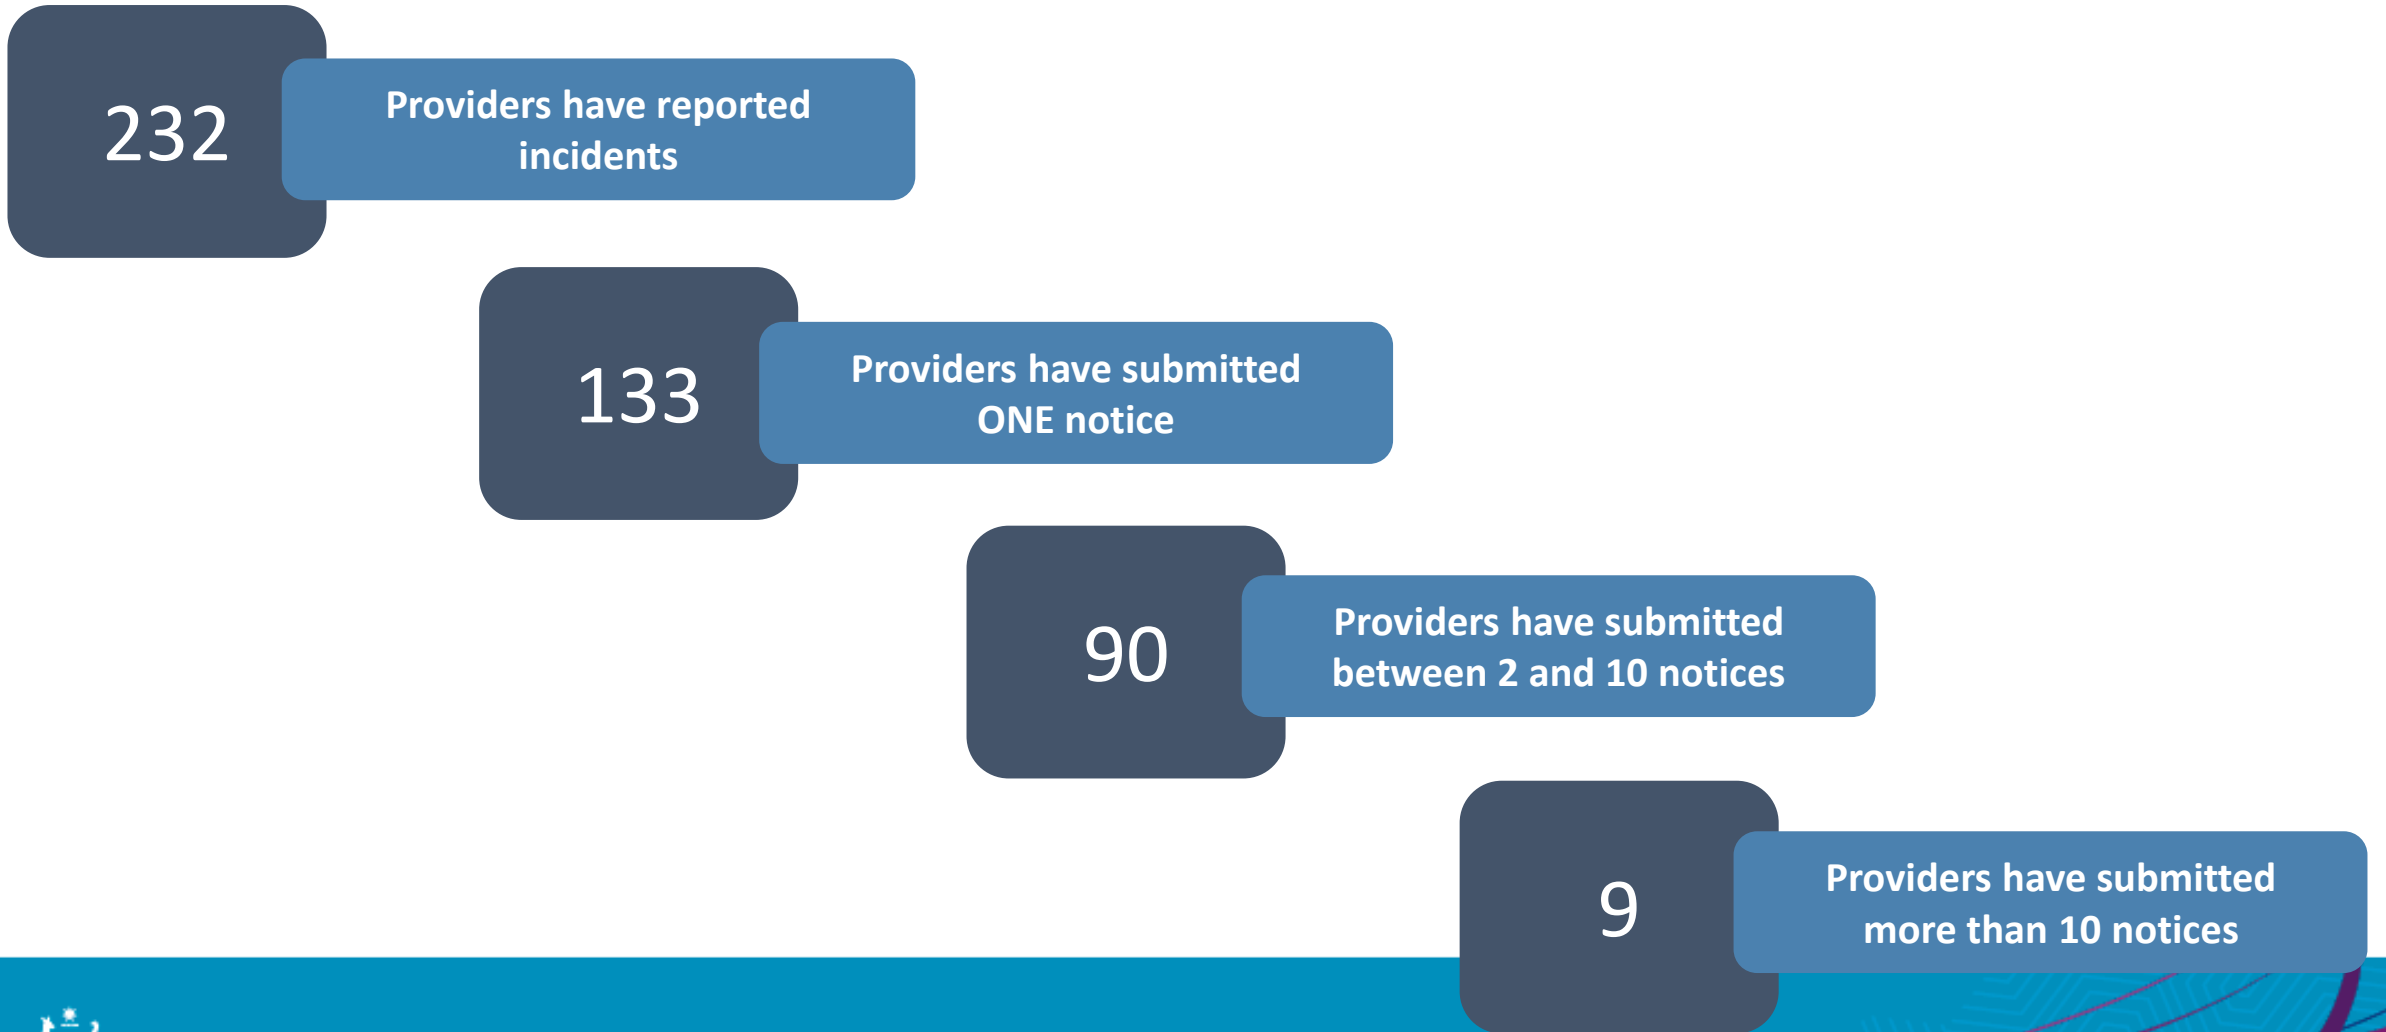 232
Providers have reported
incidents
133
Providers have submitted
ONE notice
90
Providers have submitted
between 2 and 10 notices
9
Providers have submitted
more than 10 notices